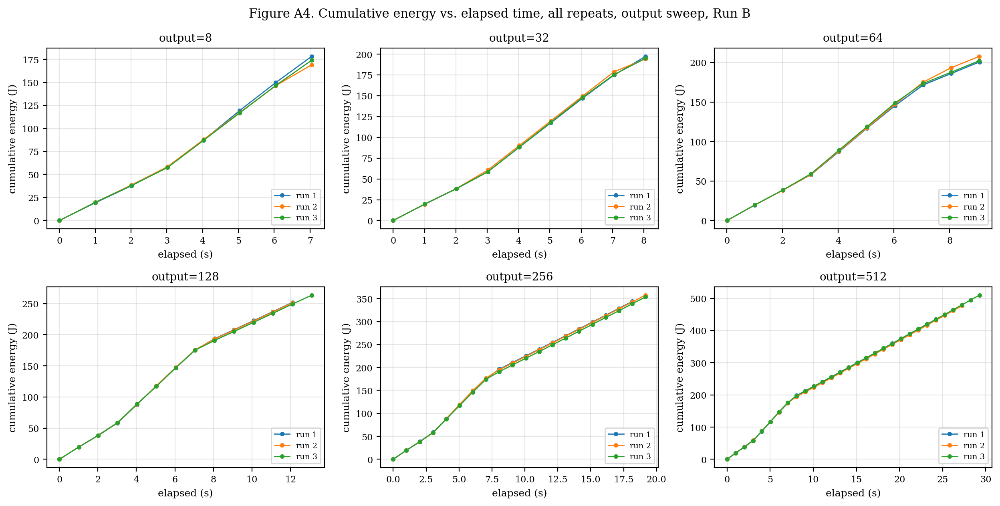 Figure A4. Cumulative energy vs. elapsed time, all repeats, output sweep, Run B
output=8
cumulative energy (J)
175
150
125
100
75
50
25
0
run 1
run 2
run 3
0 1 2 3 4 5 6 7
elapsed (s)
output=32
cumulative energy (J)
200
175
150
125
100
75
50
25
0
run 1
run 2
run 3
0 1 2 3 4 5 6 7 8
elapsed (s)
output=64
cumulative energy (J)
200
150
100
50
0
run 1
run 2
run 3
0 2 4 6 8
elapsed (s)
output=128
cumulative energy (J)
250
200
150
100
50
0
run 1
run 2
run 3
0 2 4 6 8 10 12
elapsed (s)
output=256
cumulative energy (J)
350
300
250
200
150
100
50
0
run 1
run 2
run 3
0.0 2.5 5.0 7.5 10.0 12.5 15.0 17.5 20.0
elapsed (s)
output=512
cumulative energy (J)
500
400
300
200
100
0
run 1
run 2
run 3
0 5 10 15 20 25 30
elapsed (s)